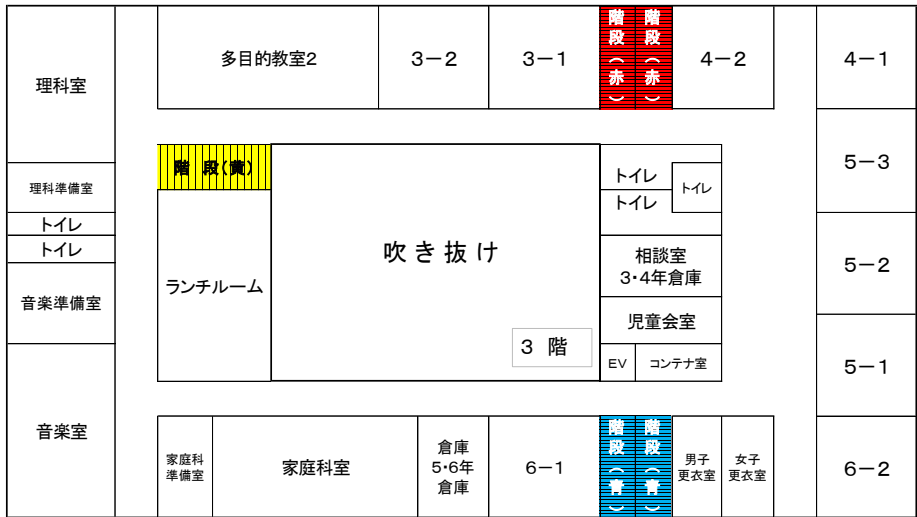 理科室
多目的教室2
3－2
3－1
階段（赤）
階段（赤）
4－2
4－1
階 段（黄）
理科準備室
トイレ
トイレ
音楽準備室
音楽室
ランチルーム
吹き抜け
3 階
トイレ
トイレ
トイレ
相談室
3・4年倉庫
児童会室
EV
コンテナ室
5－3
5－2
5－1
家庭科
準備室
家庭科室
倉庫
5・6年
倉庫
6－1
階段（青）
階段（青）
男子
更衣室
女子
更衣室
6－2